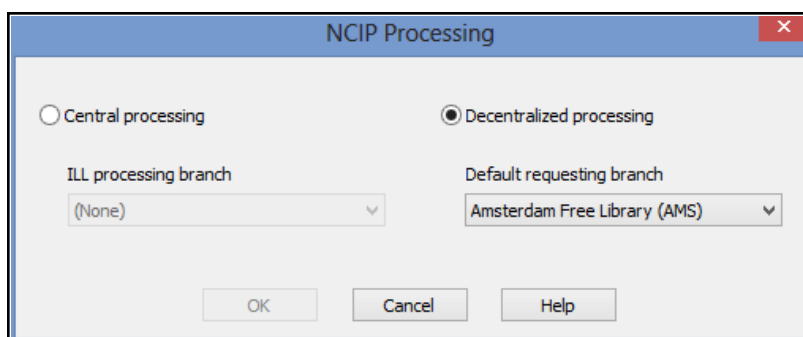 NCIP Processing
Central processing
Decentralized processing
ILL processing branch
Default requesting branch
(None)
Amsterdam Free Library (AMS)
OK
Cancel
Help